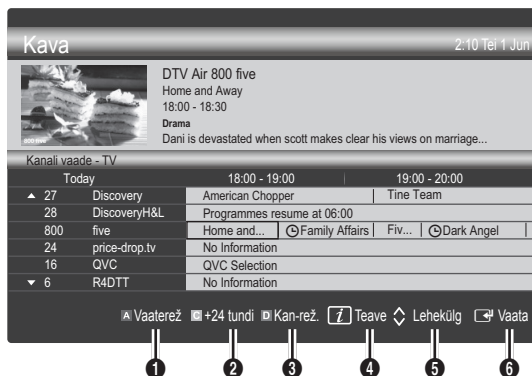 Kava 2:10 Tei 1 Jun
DTV Air 800 five
Home and Away
18:00 - 18:30
Drama
Dani is devastated when scott makes clear his views on marriage...
800 five
Kanali vaade - TV
Today 18:00 - 19:00 19:00 - 20:00
27 Discovery American Chopper Tine Team
28 DiscoveryH&L Programmes resume at 06:00
800 five Home and... Family Affairs Fiv... Dark Angel
24 price-drop.tv No Information
16 QVC QVC Selection
6 R4DTT No Information
A Vaaterež C +24 tundi D Kan-rež. i Teave Lehekülg Vaata
1 2 3 4 5 6